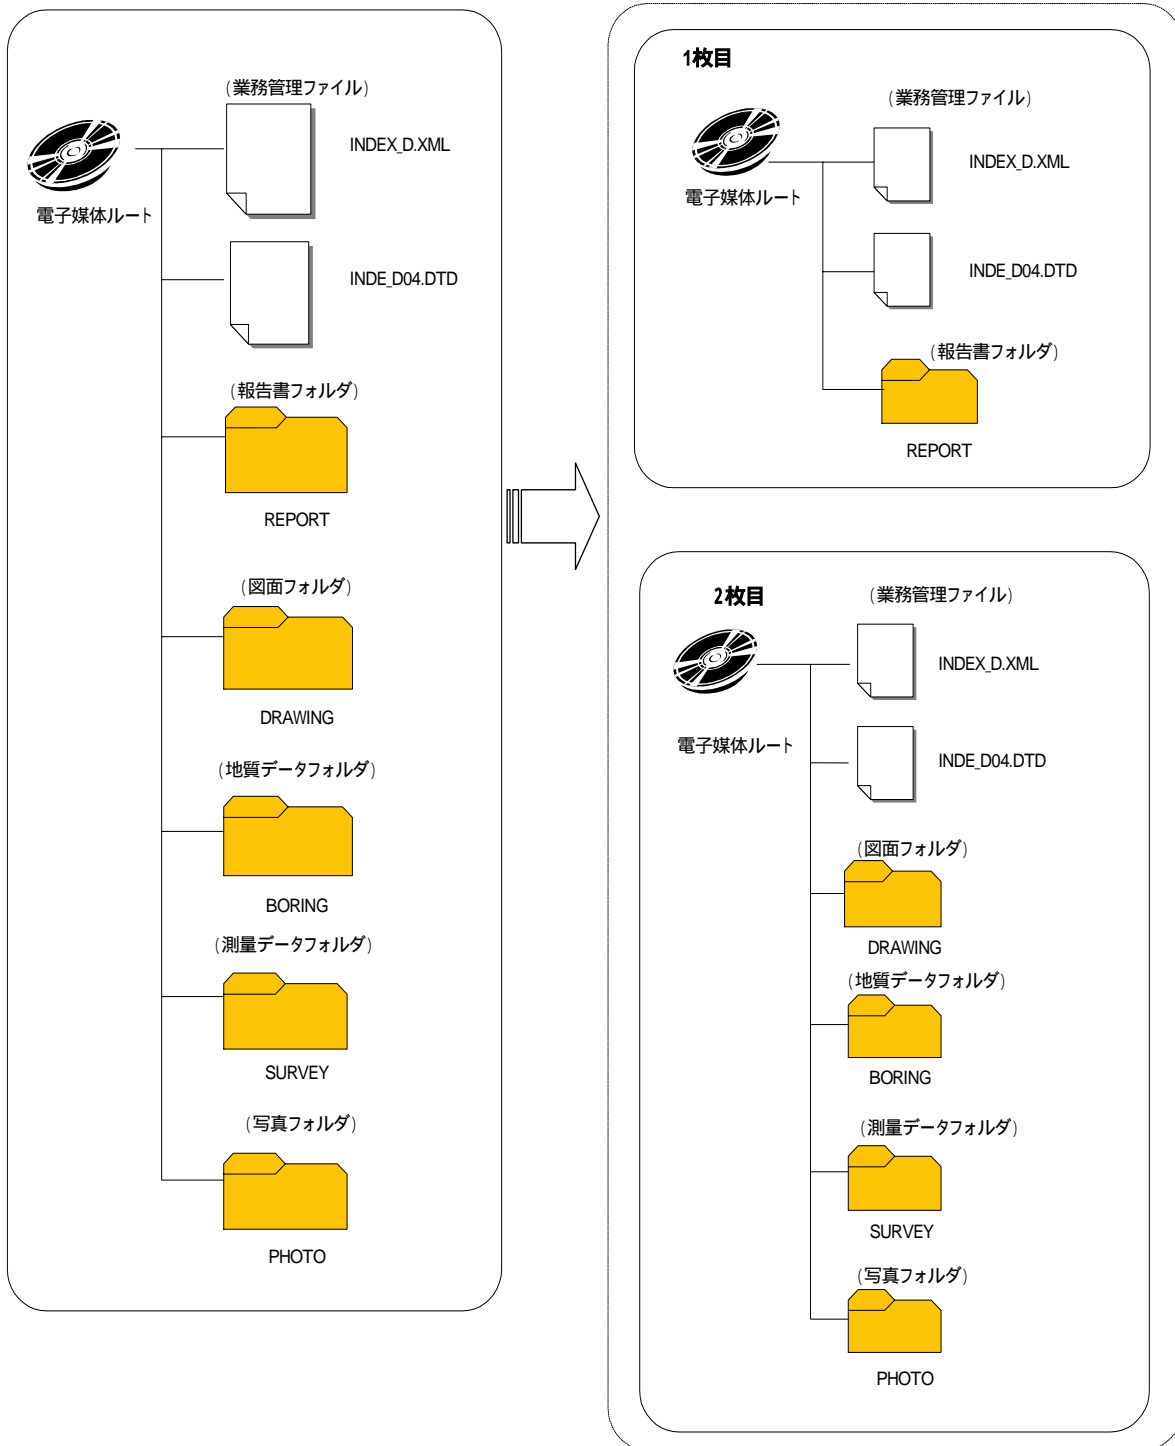 (業務管理ファイル)
INDEX_D.XML
電子媒体ルート
INDE_D04.DTD
(報告書フォルダ)
REPORT
(図面フォルダ)
DRAWING
(地質データフォルダ)
BORING
(測量データフォルダ)
SURVEY
(写真フォルダ)
PHOTO
1枚目
(業務管理ファイル)
INDEX_D.XML
電子媒体ルート
INDE_D04.DTD
(報告書フォルダ)
REPORT
2枚目
(業務管理ファイル)
INDEX_D.XML
電子媒体ルート
INDE_D04.DTD
(図面フォルダ)
DRAWING
(地質データフォルダ)
BORING
(測量データフォルダ)
SURVEY
(写真フォルダ)
PHOTO